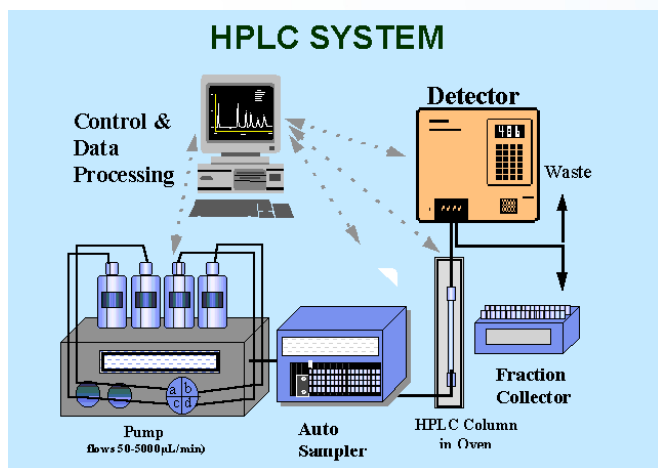 HPLC SYSTEM
Control &
Data
Processing
Detector
486
Waste
a b
c d
Pump
flows 50-5000µL/min)
Auto
Sampler
HPLC Column
in Oven
Fraction
Collector